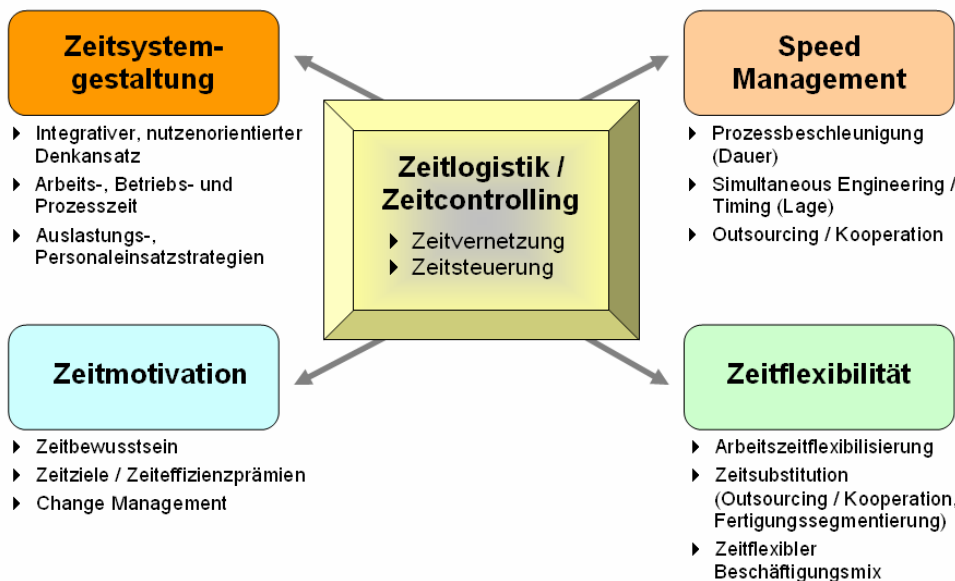 Zeitsystem-
gestaltung
Integrativer, nutzenorientierter
Denkansatz
Arbeits-, Betriebs- und
Prozesszeit
Auslastungs-,
Personaleinsatzstrategien
Speed
Management
Prozessbeschleunigung
(Dauer)
Simultaneous Engineering /
Timing (Lage)
Outsourcing / Kooperation
Zeitlogistik /
Zeitcontrolling
Zeitvernetzung
Zeitsteuerung
Zeitmotivation
Zeitbewusstsein
Zeitziele / Zeiteffizienzprämien
Change Management
Zeitflexibilität
Arbeitszeitflexibilisierung
Zeitsubstitution
(Outsourcing / Kooperation,
Fertigungssegmentierung)
Zeitflexibler
Beschäftigungsmix